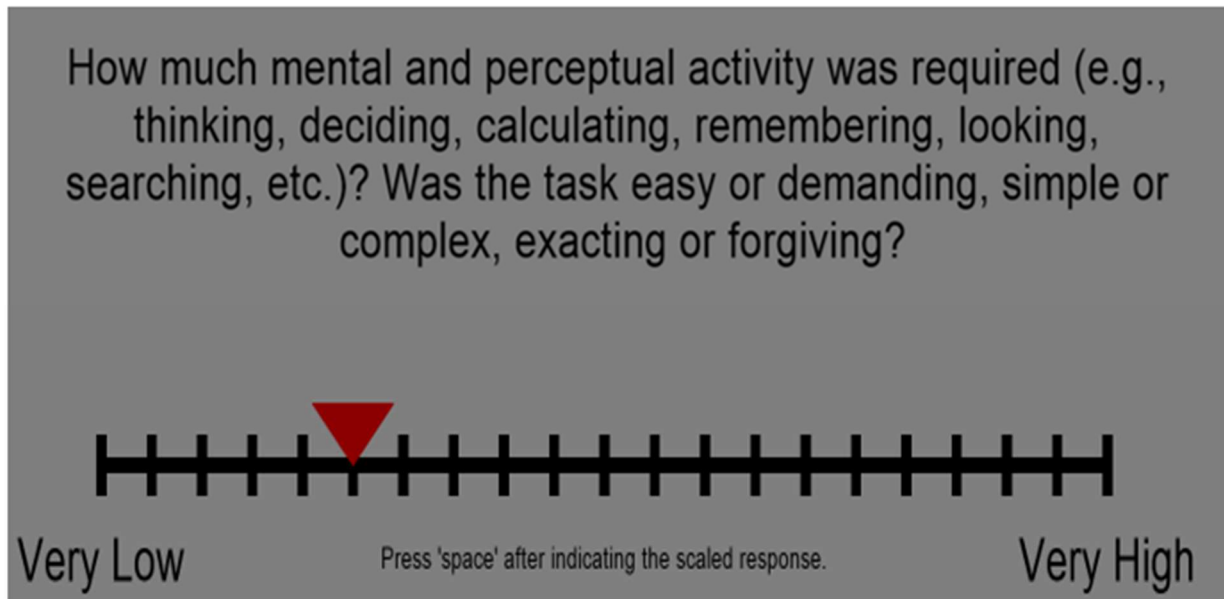 How much mental and perceptual activity was required (e.g.,
thinking, deciding, calculating, remembering, looking,
searching, etc.)? Was the task easy or demanding, simple or
complex, exacting or forgiving?
Very Low
Press 'space' after indicating the scaled response.
Very High